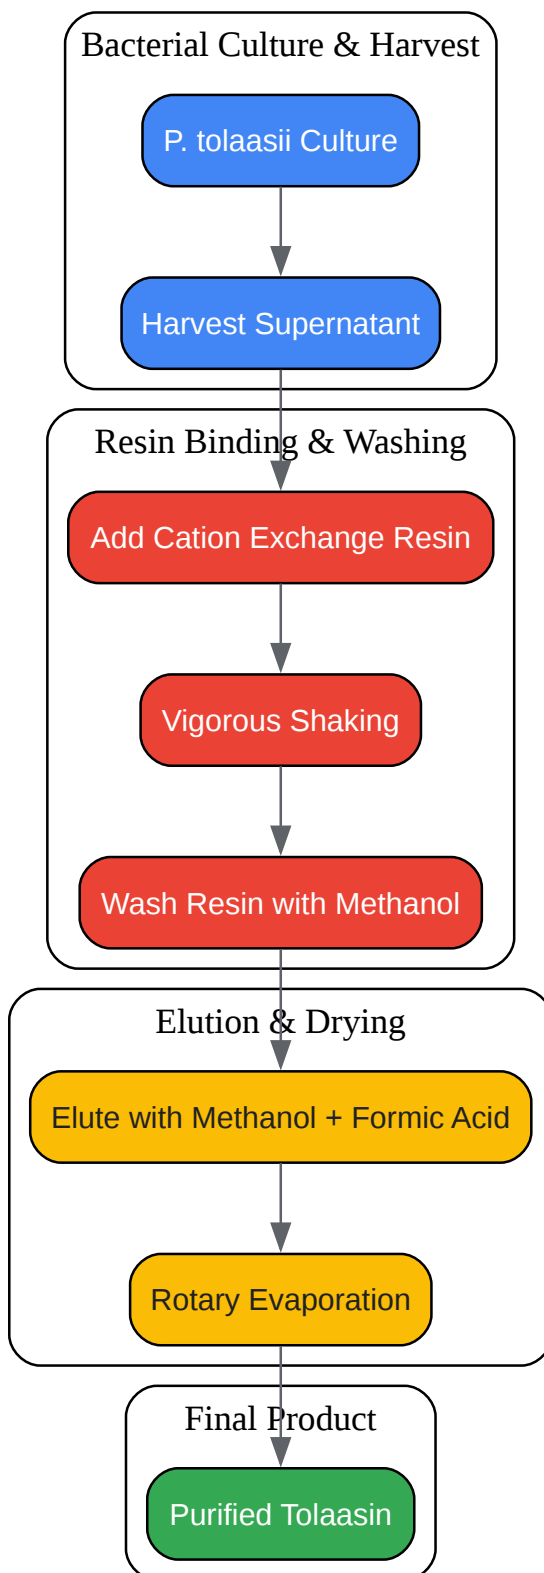 Bacterial Culture & Harvest
P. tolaasii Culture
Harvest Supernatant
Resin Binding & Washing
Add Cation Exchange Resin
Vigorous Shaking
Wash Resin with Methanol
Elution & Drying
Elute with Methanol + Formic Acid
Rotary Evaporation
Final Product
Purified Tolaasin